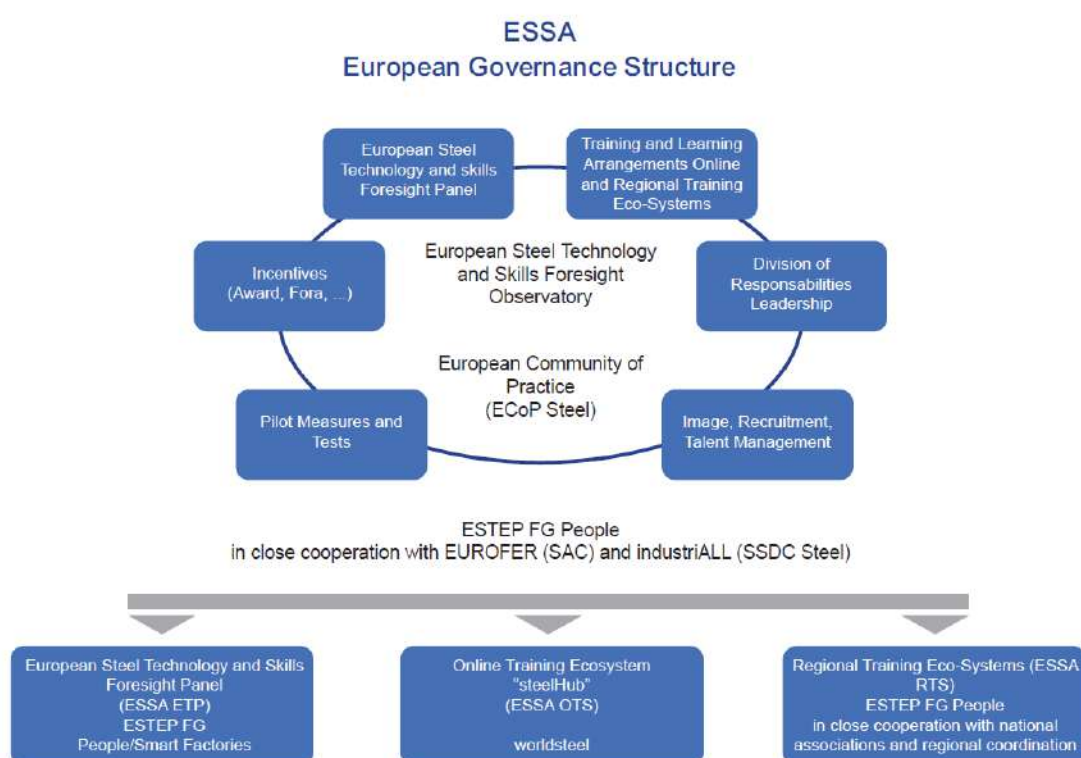 ESSA
European Governance Structure
European Steel
Technology and skills
Foresight Panel
Training and Learning
Arrangements Online
and Regional Training
Eco-Systems
European Steel Technology
and Skills Foresight
Observatory
Incentives
(Award, Fora, ...)
Division of
Responsabilities
Leadership
European Community of
Practice
(ECoP Steel)
Pilot Measures and
Tests
Image, Recruitment,
Talent Management
ESTEP FG People
in close cooperation with EUROFER (SAC) and industriALL (SSDC Steel)
European Steel Technology and Skills
Foresight Panel
(ESSA ETP)
ESTEP FG
People/Smart Factories
Online Training Ecosystem
"steelHub"
(ESSA OTS)
worldsteel
Regional Training Eco-Systems (ESSA
RTS)
ESTEP FG People
in close cooperation with national
associations and regional coordination